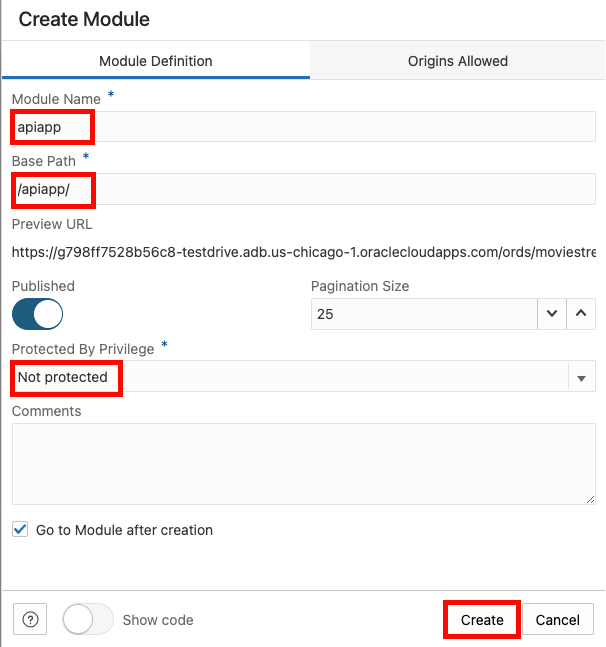 Create Module
Module Definition Origins Allowed
Module Name *
apiapp
Base Path *
/apiapp/
Preview URL
https://g798ff7528b56c8-testdrive.adb.us-chicago-1.oraclecloudapps.com/ords/moviestre
Published Pagination Size
25
Protected By Privilege *
Not protected
Comments
Go to Module after creation
? Show code Create Cancel